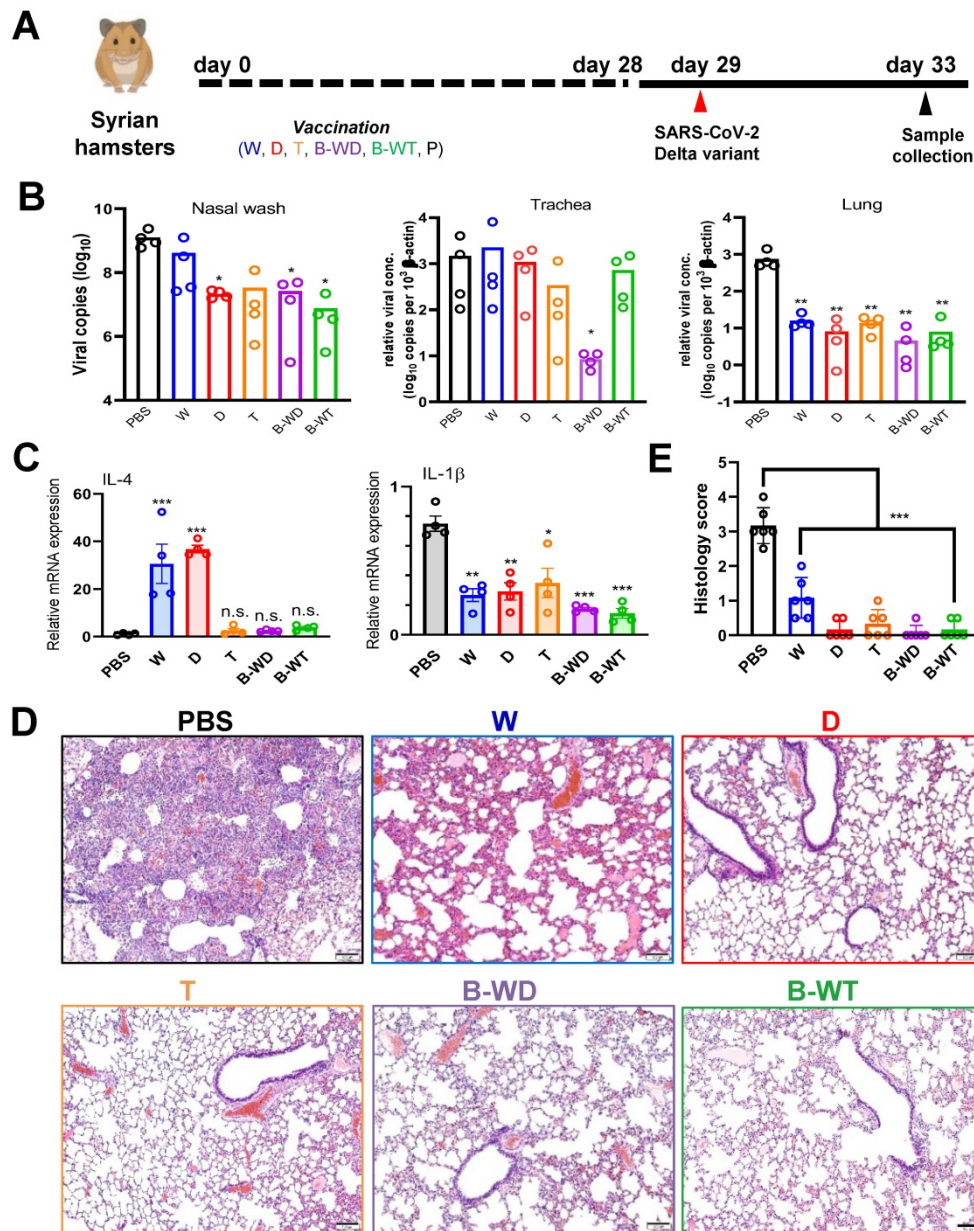 A
Syrian
hamsters
day 0
day 28
day 29
day 33
Vaccination
(W, D, T, B-WD, B-WT, P)
SARS-CoV-2
Delta variant
Sample
collection
B
Nasal wash
Viral copies (log10)
10
8
6
4
PBS
W
D
T
B-WD
B-WT
*
*
*
Trachea
relative viral conc.
(log10 copies per 10³ β-actin)
4
3
2
1
0
PBS
W
D
T
B-WD
B-WT
*
Lung
relative viral conc.
(log10 copies per 10³ β-actin)
4
3
2
1
0
-1
PBS
W
D
T
B-WD
B-WT
**
**
**
**
**
C
IL-4
Relative mRNA expression
60
40
20
0
PBS
W
D
T
B-WD
B-WT
***
***
n.s.
n.s.
n.s.
IL-1β
Relative mRNA expression
1
0
PBS
W
D
T
B-WD
B-WT
**
**
*
***
***
E
Histology score
5
4
3
2
1
0
PBS
W
D
T
B-WD
B-WT
***
D
PBS
W
D
T
B-WD
B-WT